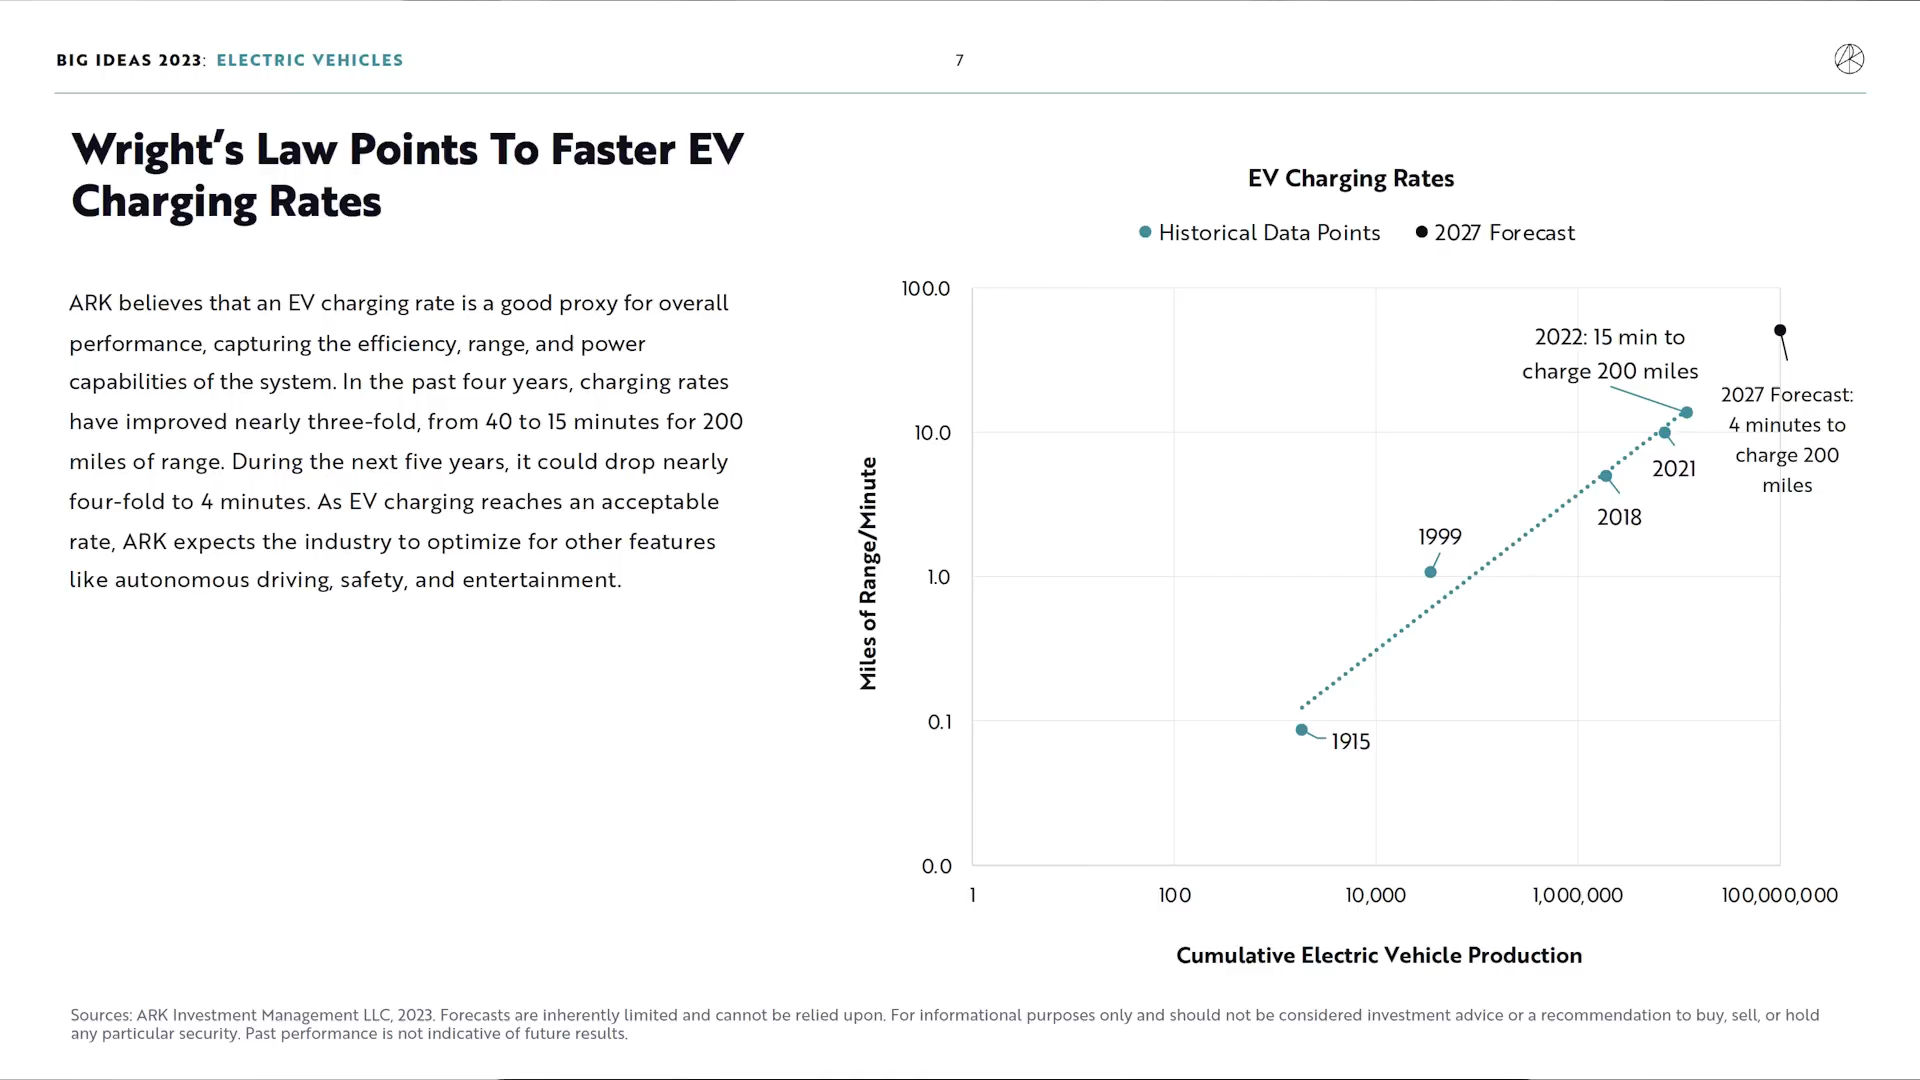 BIG IDEAS 2023: ELECTRIC VEHICLES
7
Wright's Law Points To Faster EV
Charging Rates
ARK believes that an EV charging rate is a good proxy for overall
performance, capturing the efficiency, range, and power
capabilities of the system. In the past four years, charging rates
have improved nearly three-fold, from 40 to 15 minutes for 200
miles of range. During the next five years, it could drop nearly
four-fold to 4 minutes. As EV charging reaches an acceptable
rate, ARK expects the industry to optimize for other features
like autonomous driving, safety, and entertainment.
EV Charging Rates
Historical Data Points
2027 Forecast
Miles of Range/Minute
100.0
10.0
1.0
0.1
0.0
2022: 15 min to
charge 200 miles
2027 Forecast:
4 minutes to
charge 200
miles
2021
2018
1999
1915
1
100
10,000
1,000,000
100,000,000
Cumulative Electric Vehicle Production
Sources: ARK Investment Management LLC, 2023. Forecasts are inherently limited and cannot be relied upon. For informational purposes only and should not be considered investment advice or a recommendation to buy, sell, or hold
any particular security. Past performance is not indicative of future results.